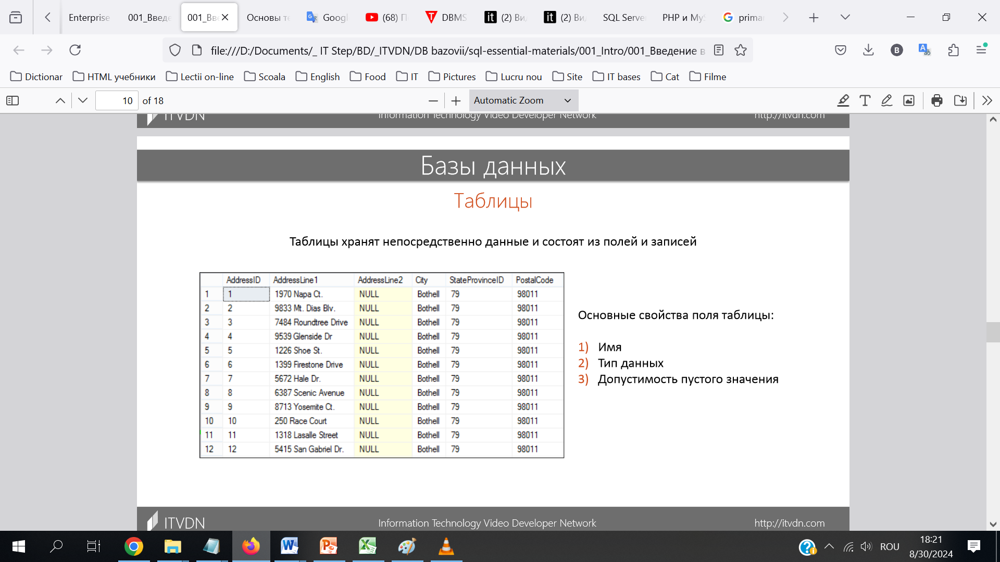 Enterprise
001_Введе
001_Вв
Основы те
Googl
(68) П
DBMS
(2) Ви
(2) Ви
SQL Serve
PHP и My
prima
file:///D:/Documents/_ IT Step/BD/_ITVDN/DB bazovii/sql-essential-materials/001_Intro/001_Введение в
B
Dictionar
HTML учебники
Lectii on-line
Scoala
English
Food
IT
Pictures
Lucru nou
Site
IT bases
Cat
Filme
10 of 18
Automatic Zoom
ITVDN Information Technology Video Developer Network http://itvdn.com
Базы данных
Таблицы
Таблицы хранят непосредственно данные и состоят из полей и записей
AddressID AddressLine1 AddressLine2 City StateProvinceID PostalCode
1 1 1970 Napa Ct. NULL Bothell 79 98011
2 2 9833 Mt. Dias Blv. NULL Bothell 79 98011
3 3 7484 Roundtree Drive NULL Bothell 79 98011
4 4 9539 Glenside Dr NULL Bothell 79 98011
5 5 1226 Shoe St. NULL Bothell 79 98011
6 6 1399 Firestone Drive NULL Bothell 79 98011
7 7 5672 Hale Dr. NULL Bothell 79 98011
8 8 6387 Scenic Avenue NULL Bothell 79 98011
9 9 8713 Yosemite Ct. NULL Bothell 79 98011
10 10 250 Race Court NULL Bothell 79 98011
11 11 1318 Lasalle Street NULL Bothell 79 98011
12 12 5415 San Gabriel Dr. NULL Bothell 79 98011
Основные свойства поля таблицы:
1) Имя
2) Тип данных
3) Допустимость пустого значения
ITVDN Information Technology Video Developer Network http://itvdn.com
ROU
18:21
8/30/2024